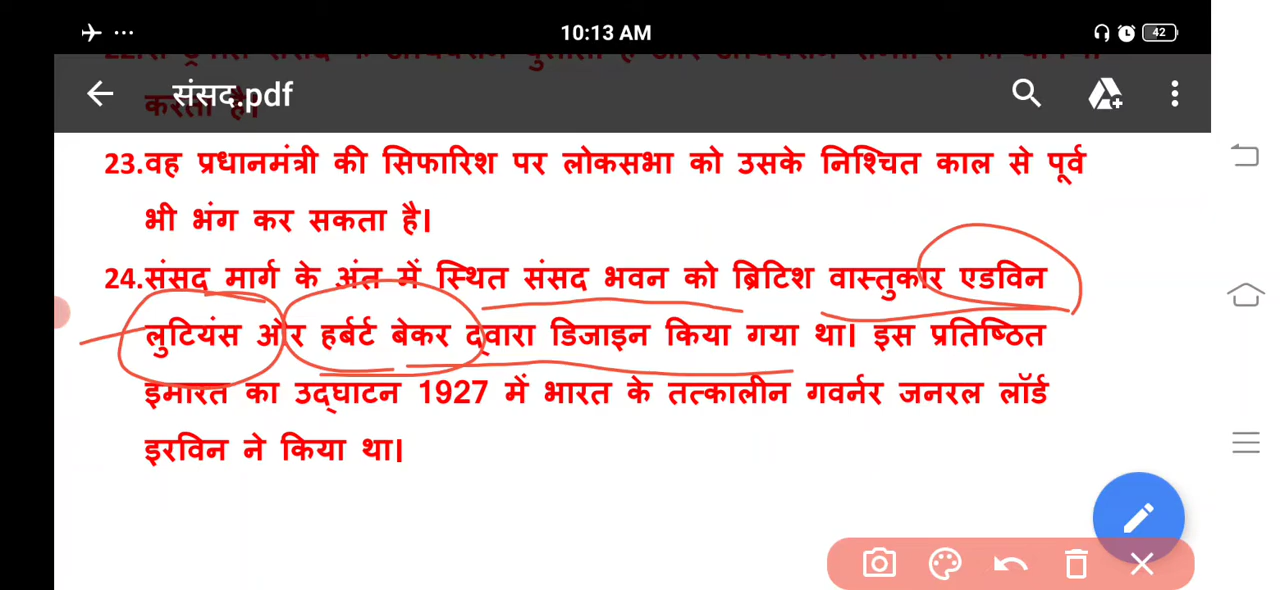 10:13 AM
42
संसद.pdf
करता है।
23.वह प्रधानमंत्री की सिफारिश पर लोकसभा को उसके निश्चित काल से पूर्व
भी भंग कर सकता है।
24.संसद मार्ग के अंत में स्थित संसद भवन को ब्रिटिश वास्तुकार एडविन
लुटियंस और हर्बर्ट बेकर द्वारा डिजाइन किया गया था। इस प्रतिष्ठित
इमारत का उद्घाटन 1927 में भारत के तत्कालीन गवर्नर जनरल लॉर्ड
इरविन ने किया था।